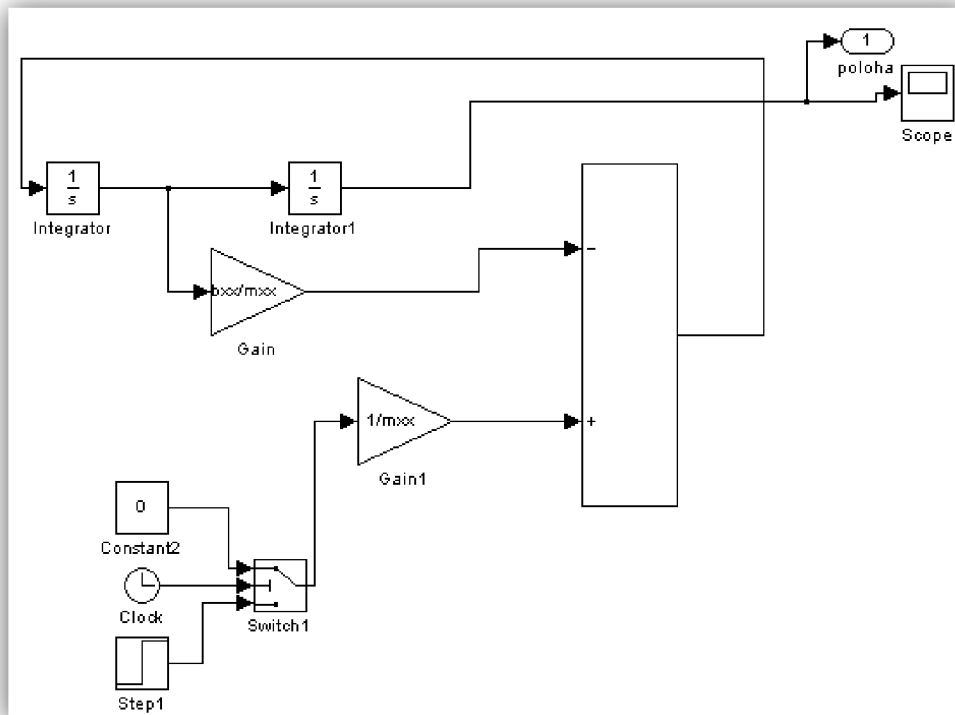 1
poloha
Scope
1
s
Integrator
1
s
Integrator1
−
bxx/mxx
Gain
1/mxx
+
Gain1
0
Constant2
Clock
Switch1
Step1